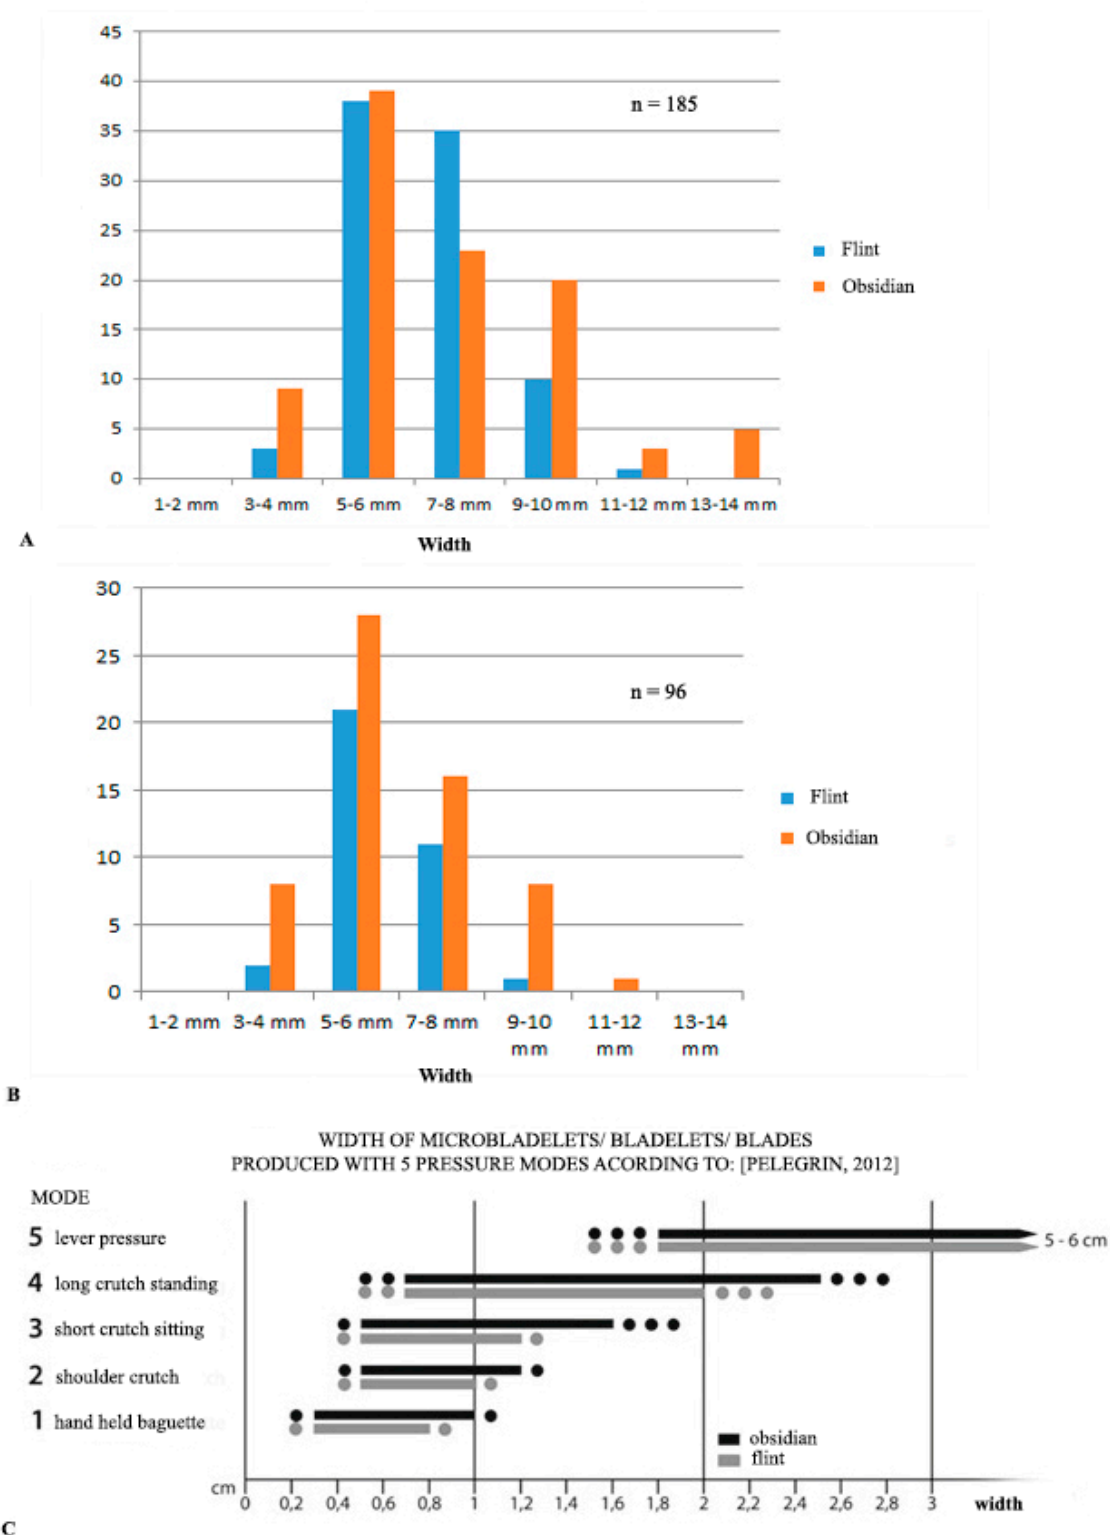 45
40
35
30
25
20
15
10
5
0
n = 185
Flint
Obsidian
1-2 mm 3-4 mm 5-6 mm 7-8 mm 9-10 mm 11-12 mm 13-14 mm
A
Width
30
25
20
15
10
5
0
n = 96
Flint
Obsidian
1-2 mm 3-4 mm 5-6 mm 7-8 mm 9-10 mm 11-12 mm 13-14 mm
Width
B
WIDTH OF MICROBLADELETS/ BLADELETS/ BLADES
PRODUCED WITH 5 PRESSURE MODES ACORDING TO: [PELEGRIN, 2012]
MODE
5 lever pressure
5 - 6 cm
4 long crutch standing
3 short crutch sitting
2 shoulder crutch
1 hand held baguette
obsidian
flint
cm 0 0,2 0,4 0,6 0,8 1 1,2 1,4 1,6 1,8 2 2,2 2,4 2,6 2,8 3 width
C